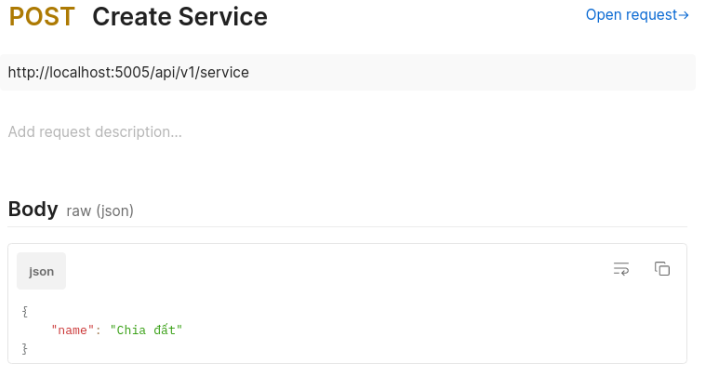 POST Create Service
Open request→
http://localhost:5005/api/v1/service
Add request description...
Body raw (json)
json
{
"name": "Chia đất"
}